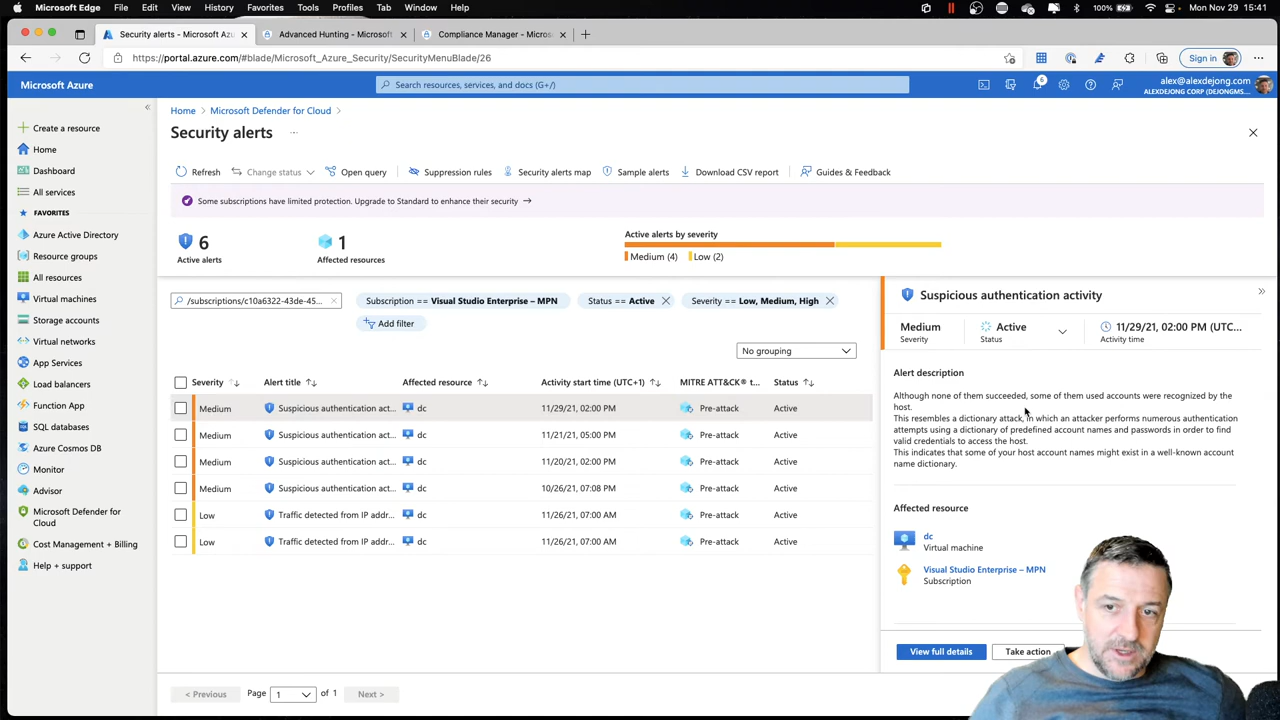 Microsoft Edge File Edit View History Favorites Tools Profiles Tab Window Help 100% Mon Nov 29 15:41
Security alerts - Microsoft Azu Advanced Hunting - Microsoft Compliance Manager - Micros
https://portal.azure.com/#blade/Microsoft_Azure_Security/SecurityMenuBlade/26 Sign in
Microsoft Azure Search resources, services, and docs (G+/) 6 alex@alexdejong.com
ALEXDEJONG CORP (DEJONGMS...
Create a resource
Home
Dashboard
All services
FAVORITES
Azure Active Directory
Resource groups
All resources
Virtual machines
Storage accounts
Virtual networks
App Services
Load balancers
Function App
SQL databases
Azure Cosmos DB
Monitor
Advisor
Microsoft Defender for
Cloud
Cost Management + Billing
Help + support
Home > Microsoft Defender for Cloud >
Security alerts ...
Refresh Change status Open query Suppression rules Security alerts map Sample alerts Download CSV report Guides & Feedback
Some subscriptions have limited protection. Upgrade to Standard to enhance their security →
6
Active alerts
1
Affected resources
Active alerts by severity
Medium (4) Low (2)
/subscriptions/c10a6322-43de-45... Subscription == Visual Studio Enterprise – MPN Status == Active Severity == Low, Medium, High
Add filter
No grouping
Severity Alert title Affected resource Activity start time (UTC+1) MITRE ATT&CK® t... Status
Medium Suspicious authentication act... dc 11/29/21, 02:00 PM Pre-attack Active
Medium Suspicious authentication act... dc 11/21/21, 05:00 PM Pre-attack Active
Medium Suspicious authentication act... dc 11/20/21, 02:00 PM Pre-attack Active
Medium Suspicious authentication act... dc 10/26/21, 07:08 PM Pre-attack Active
Low Traffic detected from IP addr... dc 11/26/21, 07:00 AM Pre-attack Active
Low Traffic detected from IP addr... dc 11/26/21, 07:00 AM Pre-attack Active
< Previous Page 1 of 1 Next >
Suspicious authentication activity
Medium
Severity
Active
Status
11/29/21, 02:00 PM (UTC...
Activity time
Alert description
Although none of them succeeded, some of them used accounts were recognized by the
host.
This resembles a dictionary attack, in which an attacker performs numerous authentication
attempts using a dictionary of predefined account names and passwords in order to find
valid credentials to access the host.
This indicates that some of your host account names might exist in a well-known account
name dictionary.
Affected resource
dc
Virtual machine
Visual Studio Enterprise – MPN
Subscription
View full details Take action